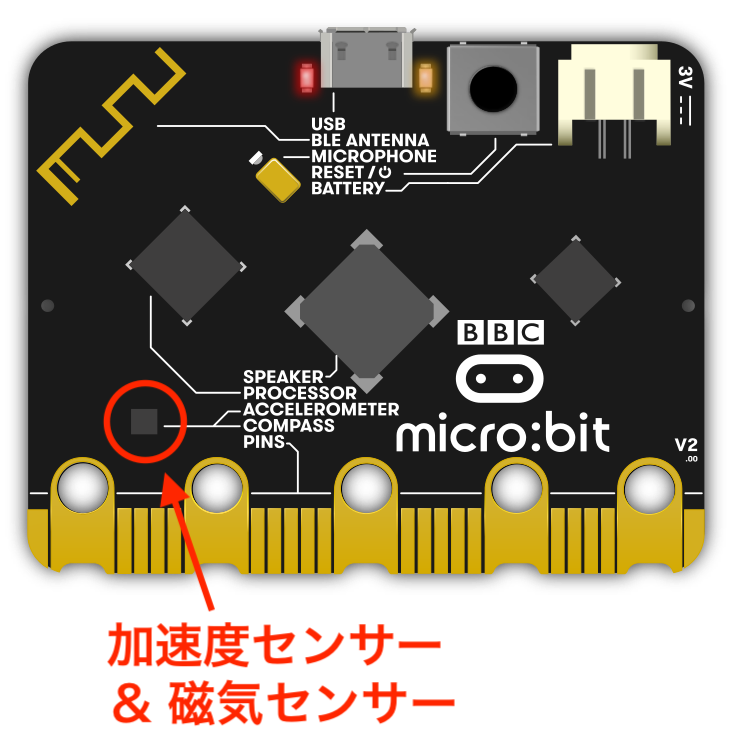 3V
USB
BLE ANTENNA
MICROPHONE
RESET / ⏻
BATTERY
BBC
SPEAKER
PROCESSOR
ACCELEROMETER
COMPASS
PINS
micro:bit
V2
.00
加速度センサー
& 磁気センサー